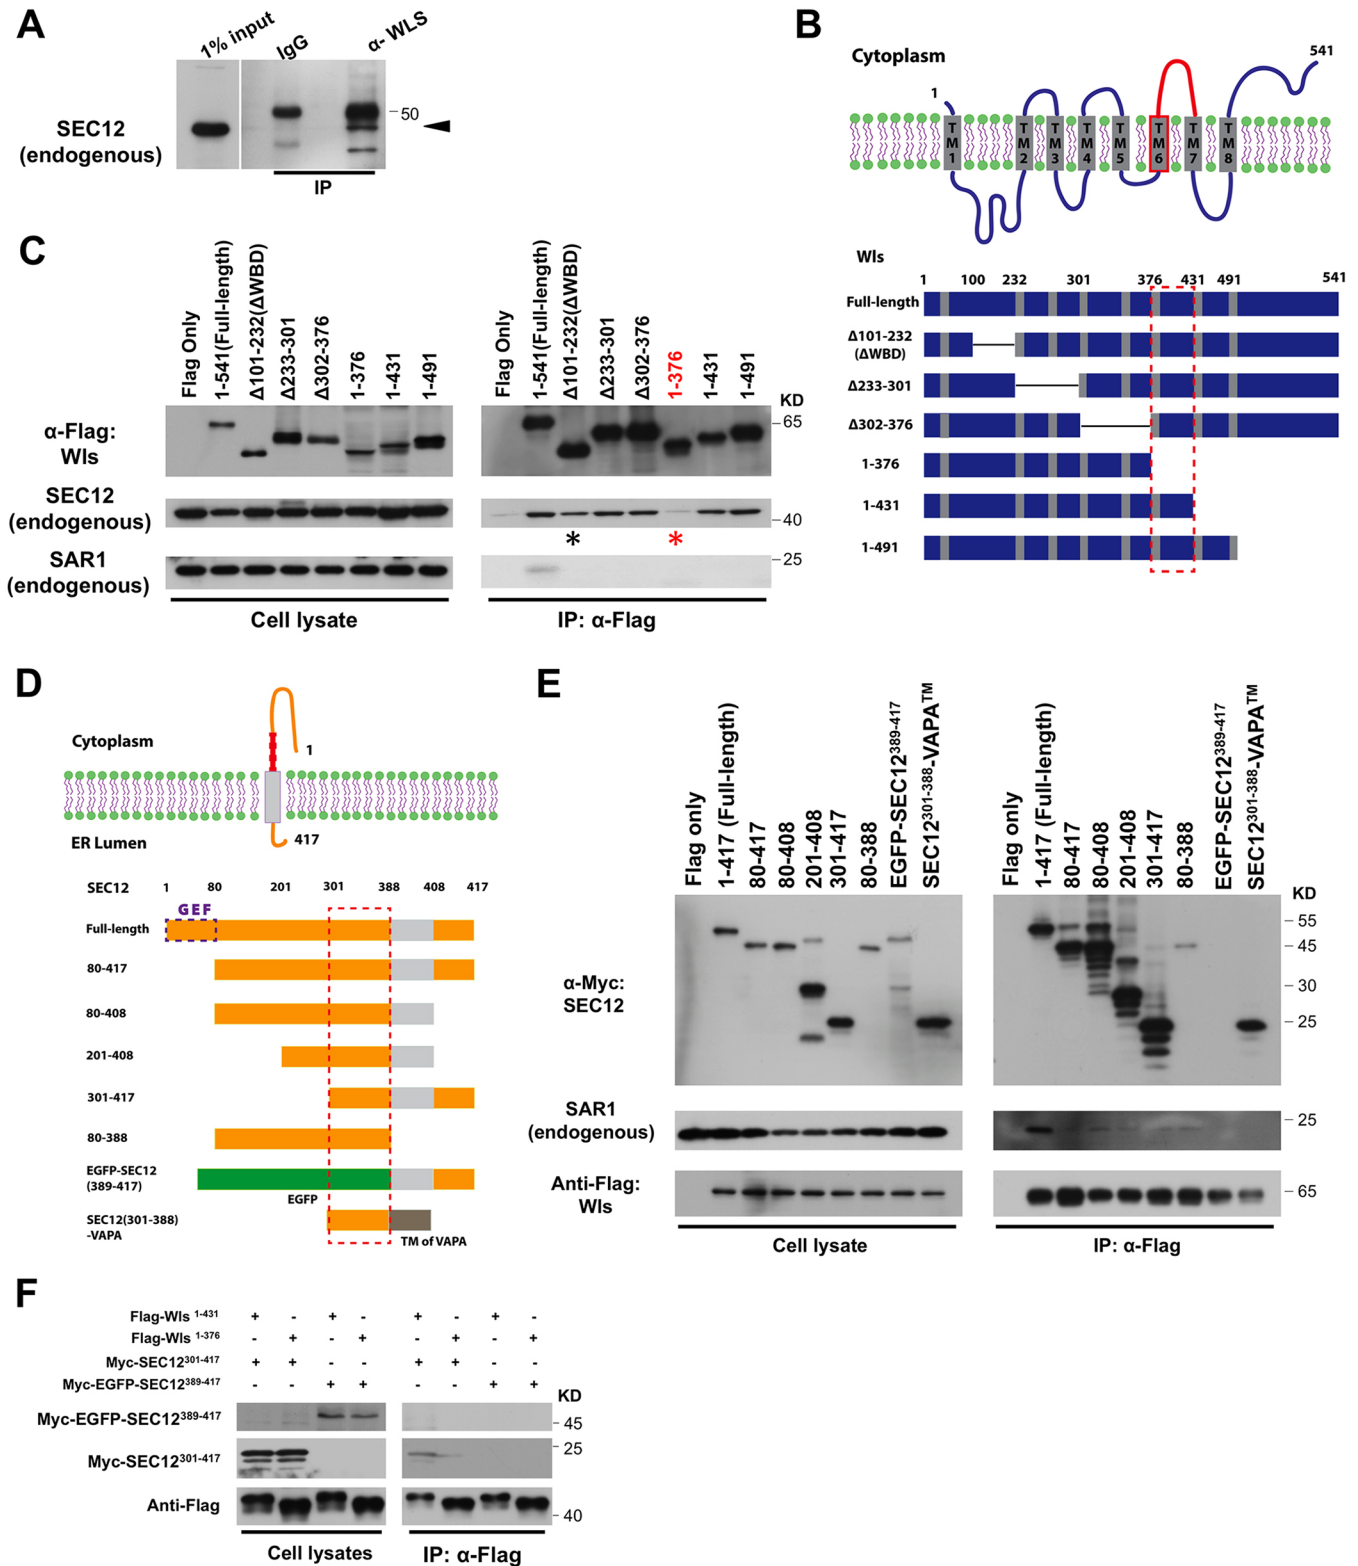 A
1% input
IgG
α- WLS
50
SEC12
(endogenous)
IP
B
Cytoplasm
541
1
TM1
TM2
TM3
TM4
TM5
TM6
TM7
TM8
Wls
1 100 232 301 376 431 491 541
Full-length
Δ101-232
(ΔWBD)
Δ233-301
Δ302-376
1-376
1-431
1-491
C
Flag Only
1-541(Full-length)
Δ101-232(ΔWBD)
Δ233-301
Δ302-376
1-376
1-431
1-491
Flag Only
1-541(Full-length)
Δ101-232(ΔWBD)
Δ233-301
Δ302-376
1-376
1-431
1-491
KD
α-Flag:
Wls
65
SEC12
(endogenous)
40
* *
SAR1
(endogenous)
25
Cell lysate
IP: α-Flag
D
Cytoplasm
1
ER Lumen
417
SEC12 1 80 201 301 388 408 417
GEF
Full-length
80-417
80-408
201-408
301-417
80-388
EGFP-SEC12
(389-417)
EGFP
SEC12(301-388)
-VAPA
TM of VAPA
E
Flag only
1-417 (Full-length)
80-417
80-408
201-408
301-417
80-388
EGFP-SEC12389-417
SEC12301-388-VAPATM
Flag only
1-417 (Full-length)
80-417
80-408
201-408
301-417
80-388
EGFP-SEC12389-417
SEC12301-388-VAPATM
KD
55
45
α-Myc:
SEC12
30
25
SAR1
(endogenous)
25
Anti-Flag:
Wls
65
Cell lysate
IP: α-Flag
F
Flag-Wls 1-431 + - + - + - + -
Flag-Wls 1-376 - + - + - + - +
Myc-SEC12301-417 + + - - + + - -
Myc-EGFP-SEC12389-417 - - + + - - + +
KD
Myc-EGFP-SEC12389-417
45
25
Myc-SEC12301-417
Anti-Flag
40
Cell lysates
IP: α-Flag